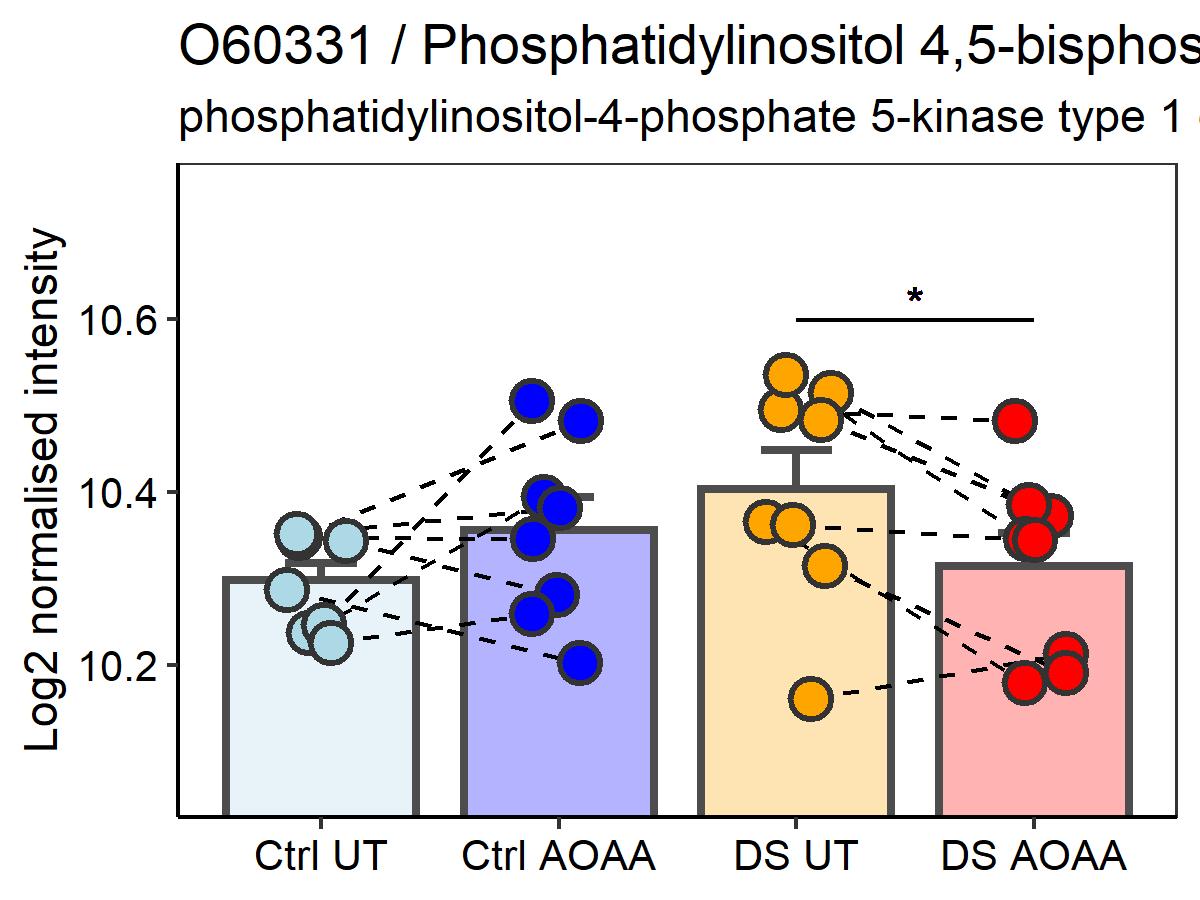 O60331 / Phosphatidylinositol 4,5-bisphos
phosphatidylinositol-4-phosphate 5-kinase type 1
Log2 normalised intensity
10.6
10.4
10.2
*
Ctrl UT
Ctrl AOAA
DS UT
DS AOAA